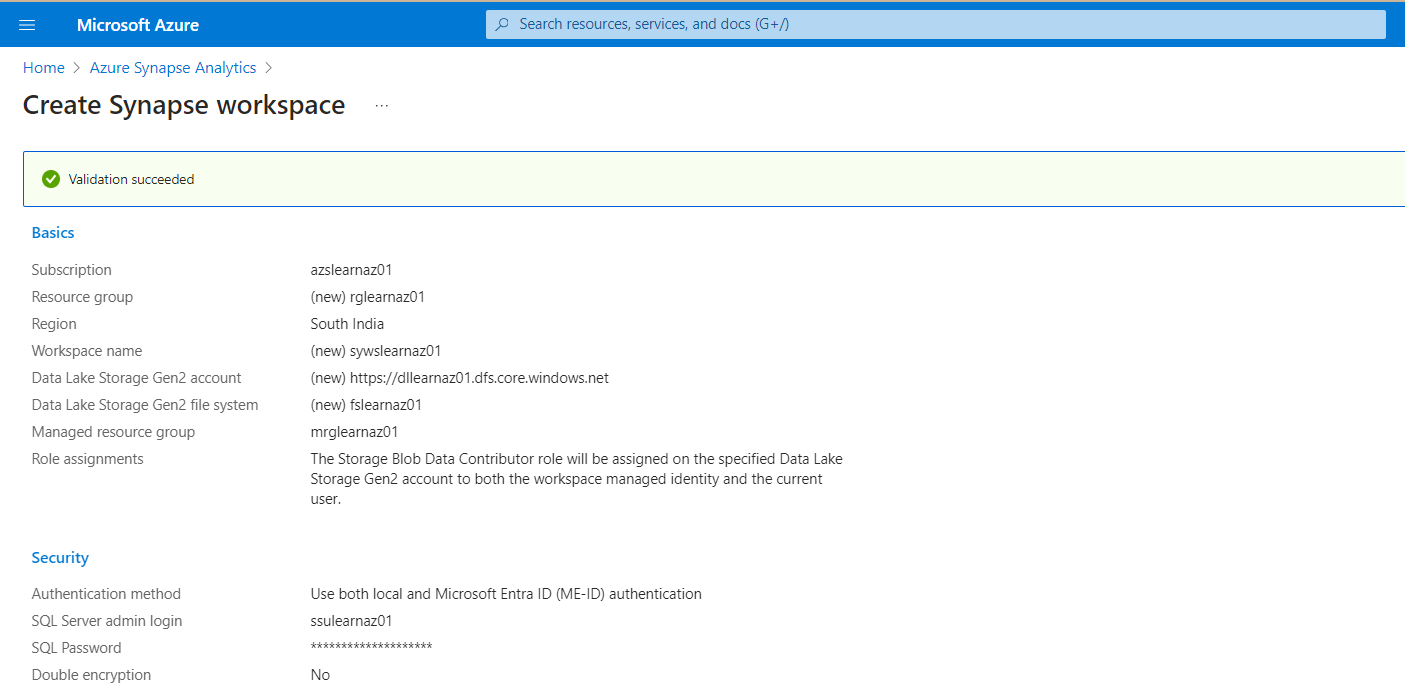 Microsoft Azure
Search resources, services, and docs (G+/)
Home > Azure Synapse Analytics >
Create Synapse workspace ...
Validation succeeded
Basics
Subscription azslearnaz01
Resource group (new) rglearnaz01
Region South India
Workspace name (new) sywslearnaz01
Data Lake Storage Gen2 account (new) https://dllearnaz01.dfs.core.windows.net
Data Lake Storage Gen2 file system (new) fslearnaz01
Managed resource group mrglearnaz01
Role assignments The Storage Blob Data Contributor role will be assigned on the specified Data Lake
Storage Gen2 account to both the workspace managed identity and the current
user.
Security
Authentication method Use both local and Microsoft Entra ID (ME-ID) authentication
SQL Server admin login ssulearnaz01
SQL Password ********************
Double encryption No